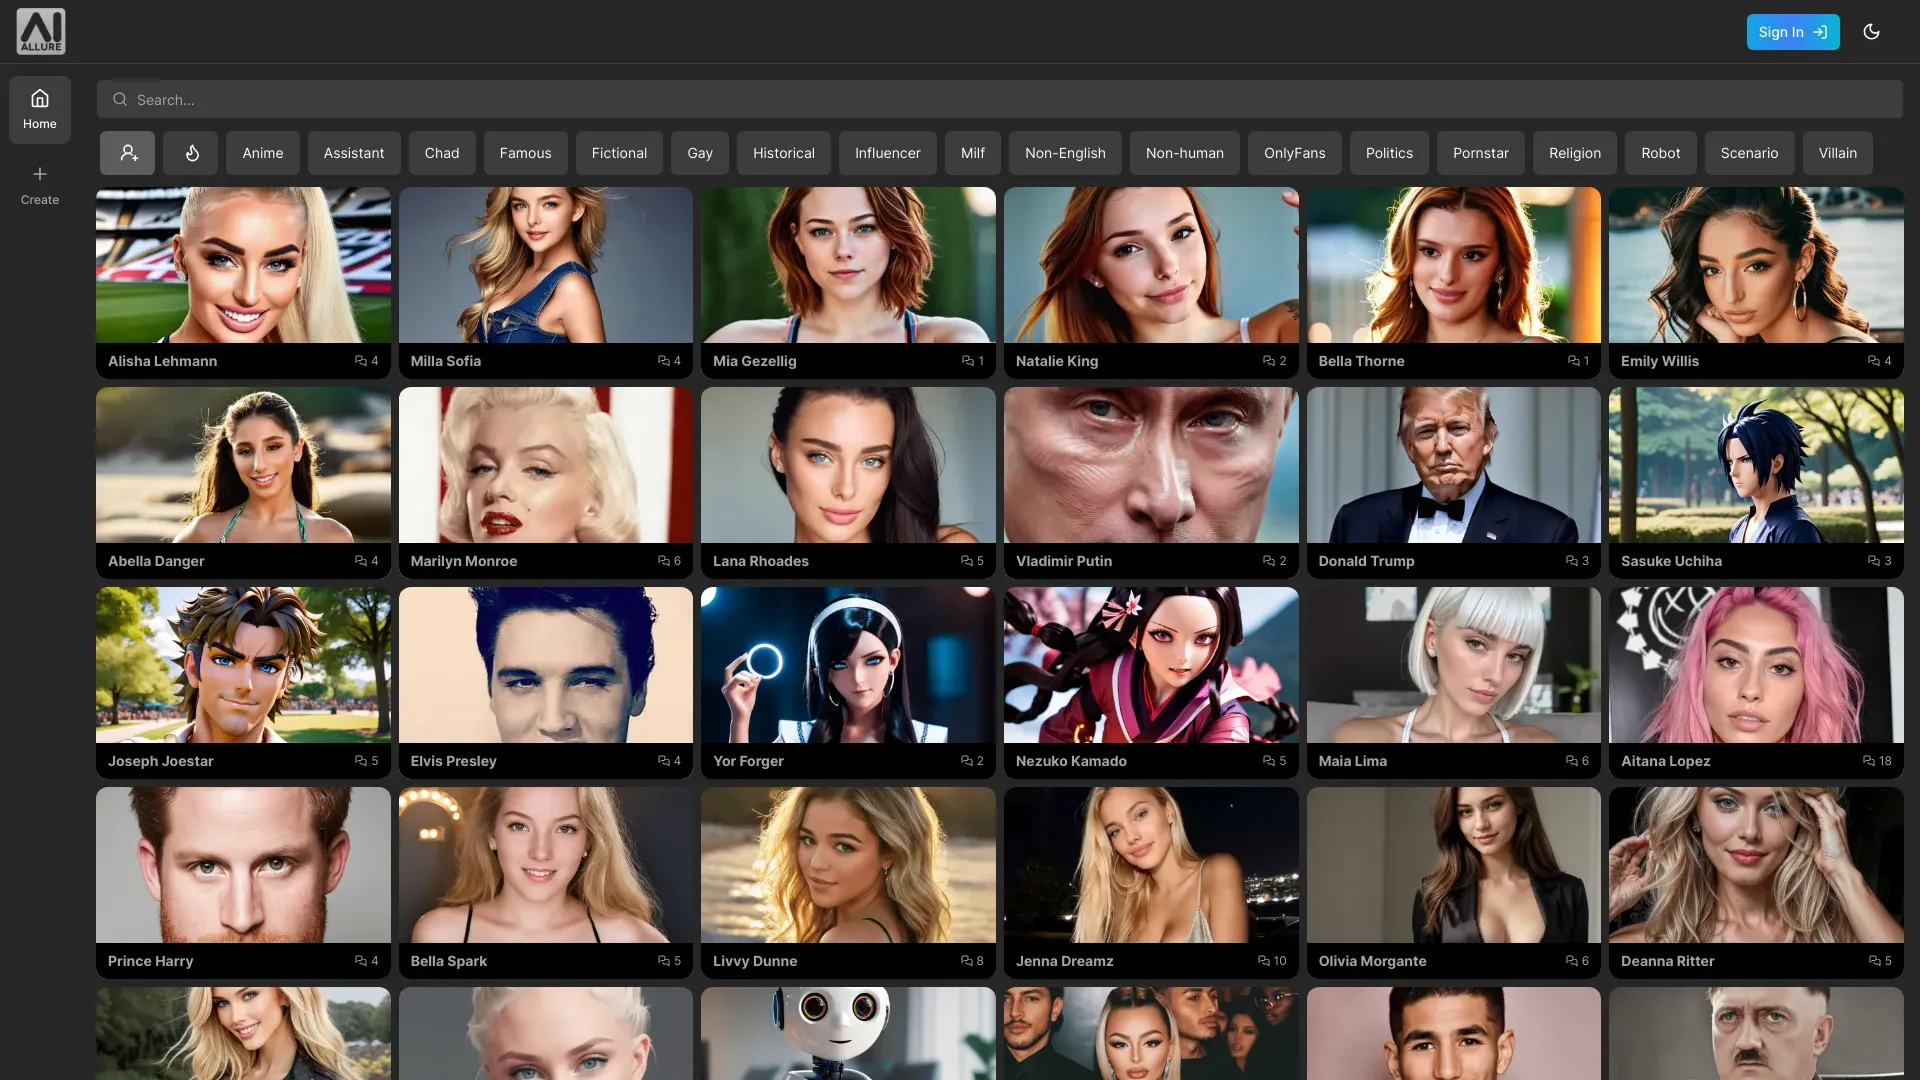 AI
ALLURE
Sign In
Home
Create
Search...
Anime Assistant Chad Famous Fictional Gay Historical Influencer Milf Non-English Non-human OnlyFans Politics Pornstar Religion Robot Scenario Villain
Alisha Lehmann 4 Milla Sofia 4 Mia Gezellig 1 Natalie King 2 Bella Thorne 1 Emily Willis 4
Abella Danger 4 Marilyn Monroe 6 Lana Rhoades 5 Vladimir Putin 2 Donald Trump 3 Sasuke Uchiha 3
Joseph Joestar 5 Elvis Presley 4 Yor Forger 2 Nezuko Kamado 5 Maia Lima 6 Aitana Lopez 18
Prince Harry 4 Bella Spark 5 Livvy Dunne 8 Jenna Dreamz 10 Olivia Morgante 6 Deanna Ritter 5